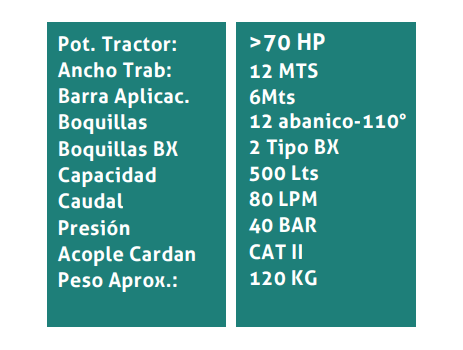 Pot. Tractor: >70 HP
Ancho Trab: 12 MTS
Barra Aplicac. 6Mts
Boquillas 12 abanico-110°
Boquillas BX 2 Tipo BX
Capacidad 500 Lts
Caudal 80 LPM
Presión 40 BAR
Acople Cardan CAT II
Peso Aprox.: 120 KG